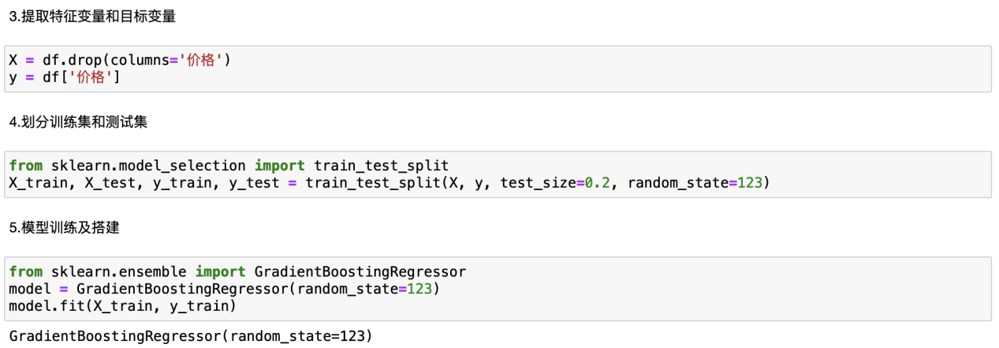 3.提取特征变量和目标变量
X = df.drop(columns='价格')
y = df['价格']
4.划分训练集和测试集
from sklearn.model_selection import train_test_split
X_train, X_test, y_train, y_test = train_test_split(X, y, test_size=0.2, random_state=123)
5.模型训练及搭建
from sklearn.ensemble import GradientBoostingRegressor
model = GradientBoostingRegressor(random_state=123)
model.fit(X_train, y_train)
GradientBoostingRegressor(random_state=123)